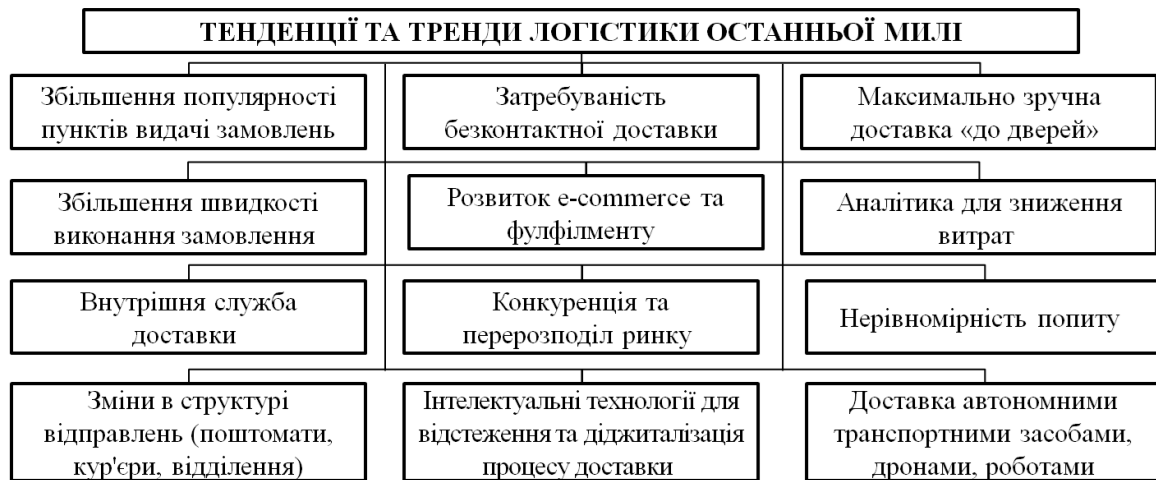 ТЕНДЕНЦІЇ ТА ТРЕНДИ ЛОГІСТИКИ ОСТАННЬОЇ МИЛІ
Збільшення популярності
пунктів видачі замовлень
Затребуваність
безконтактної доставки
Максимально зручна
доставка «до дверей»
Збільшення швидкості
виконання замовлення
Розвиток e-commerce та
фулфілменту
Аналітика для зниження
витрат
Внутрішня служба
доставки
Конкуренція та
перерозподіл ринку
Нерівномірність попиту
Зміни в структурі
відправлень (поштомати,
кур'єри, відділення)
Інтелектуальні технології для
відстеження та діджиталізація
процесу доставки
Доставка автономними
транспортними засобами,
дронами, роботами